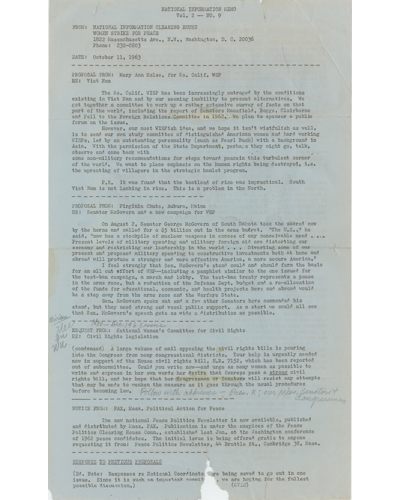 NATIONAL INFORMATION MEMO
Vol. 2 -- NO. 9
FROM: NATIONAL INFORMATION CLEARING HOUSE
WOMEN STRIKE FOR PEACE
1822 Massachusetts Ave., N.W., Washington, D. C. 20036
Phone: 232-0803
DATE: October 11, 1963
PROPOSAL FROM: Mary Ann for So. Calif. WSP
RE: Viet Nam
The So. Calif. WSP has been increasingly outraged by the conditions
existing in Viet Nam and by our seeming inability to present alternatives. We
got together a committee to work up a rather extensive survey of facts on that
part of the world, including the report of Senators Mansfield, Boggs, Claiborne
and Pell to the Foreign Relations Committee in 1962. We plan to sponsor a public
forum on the issue.
However, our most WISPish idea, and we hope it isn't wistfulish as well,
is to send our own study committee of distinguished American women and hard working
WISPs, led by an outstanding (such as Pearl Buck) with a background in
Asia. With the permission of the State Department, they might go, talk,
observe and come back with
some non-military recommendations for steps toward peace in this turbulent corner
of the world. We want to place emphasis on the human rights being destroyed, i.e.
the uprooting of villagers in the strategic hamlet program.
P.S. It was found that the beatland of rice was impractical. South
Viet Nam is not lacking in rice. This is a problem in the North.
PROPOSAL FROM: Virginia Chute, Auburn, Maine
RE: Senator McGovern and a new campaign for WSP
On August 2, Senator George McGovern of South Dakota took the
by the horns and called for a $5 billion cut in the arms budget. "The U.S.," he
said, "now has a stockpile of nuclear weapons in excess of our conceivable need ....
Present levels of military spending and military foreign aid are distorting our
economy and restricting our leadership in the world ... Diverting some of our
present and proposed military spending to constructive investments both at home and
abroad will produce a stronger and more effective America, a more secure America."
I feel strongly that Sen. McGovern's stand could and should form the basis
for an all out effort of WSP--including a pamphlet similar to the one issued for
the test-ban campaign, a march and lobby. The test-ban treaty represents a pause
in the arms race, but a reduction of the Defense Dept. budget and a re-allocation
of the funds for educational, economic, and health projects here and abroad would
be a step away from the arms race and the Warfare State.
Sen. McGovern spoke out and a few other Senators have commended his
stand, but they need strong and vocal public support. As a start we could all see
that Sen. McGovern's speech gets as wide a distribution as possible.
REQUEST FROM: National Women's Committee for Civil Rights
RE: Civil Rights Legislation
(condensed) A large volume of mail opposing the civil rights bills is pouring
into the Congress from many congressional districts. Your help is urgently needed
now in support of the House civil rights bill, H.R. 7152, which has been reported
out of subcommittee. Could you write now--and urge as many women as possible to
write and express in our own words our desire that Congress pass a strong civil
rights bill, and our hope that our Congressmen or Senators will resist any attempts
that may be made to weaken the measure as it goes through the usual procedures
before becoming law.
NOTICE FROM: PAX, Mass. Political Action for Peace
The new national Peace Politics Newsletter is now available, published
and distributed by Mass. PAX. Publication is under the auspices of the Peace
Politics Clearing House Comm., established last Jan. at the Washington conference
of 1962 peace candidates. The initial issue is being offered gratis to anyone
requesting it from: Peace Politics Newsletter, 44 Brattle St., Cambridge 38, Mass.
RESPONSE TO PREVIOUS PROPOSALS
(Ed. Note: Responses to National Coordinator are being saved to go out in one
issue. Since it is such an important we are hoping for the fullest
possible discussion.)